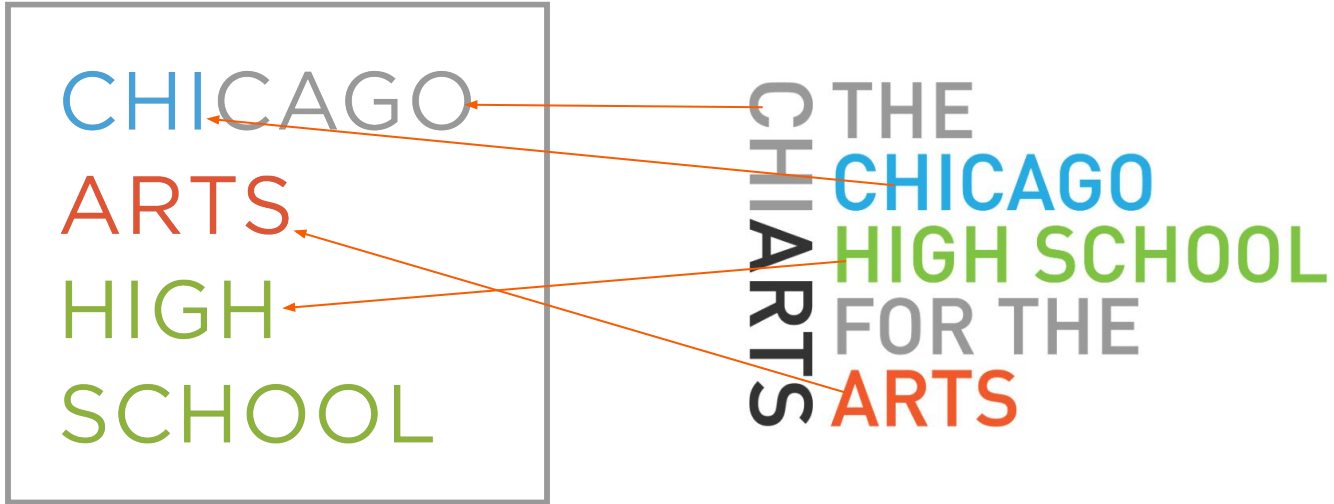 CHICAGO
ARTS
HIGH
SCHOOL
CHIARTS
THE
CHICAGO
HIGH SCHOOL
FOR THE
ARTS